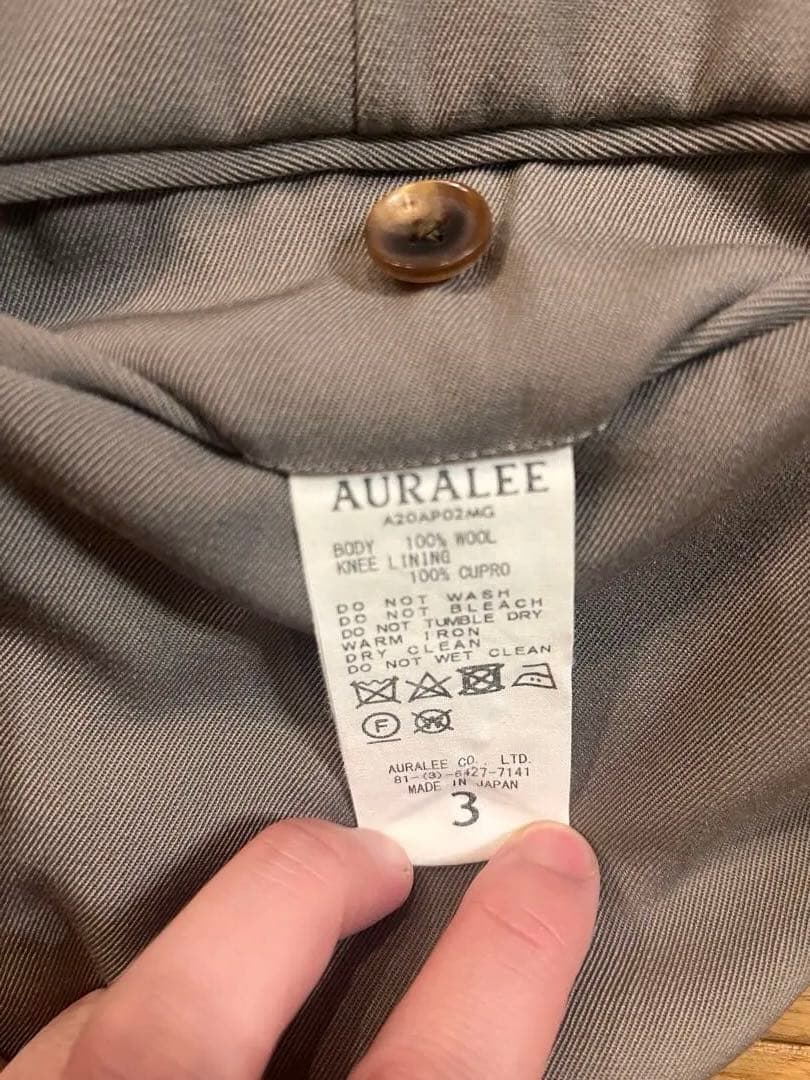 AURALEE
A20AP02MG
BODY 100% WOOL
KNEE LINING
100% CUPRO
DO NOT WASH
DO NOT BLEACH
DO NOT TUMBLE DRY
WARM IRON
DRY CLEAN
DO NOT WET CLEAN
F W
AURALEE CO., LTD.
81-(3)-6427-7141
MADE IN JAPAN
3